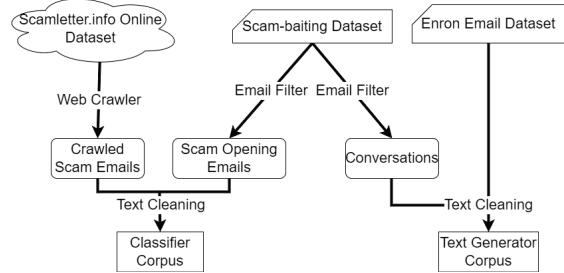 Scamletter.info Online
Dataset
Scam-baiting Dataset
Enron Email Dataset
Web Crawler
Email Filter
Email Filter
Crawled
Scam Emails
Scam Opening
Emails
Conversations
Text Cleaning
Text Cleaning
Classifier
Corpus
Text Generator
Corpus